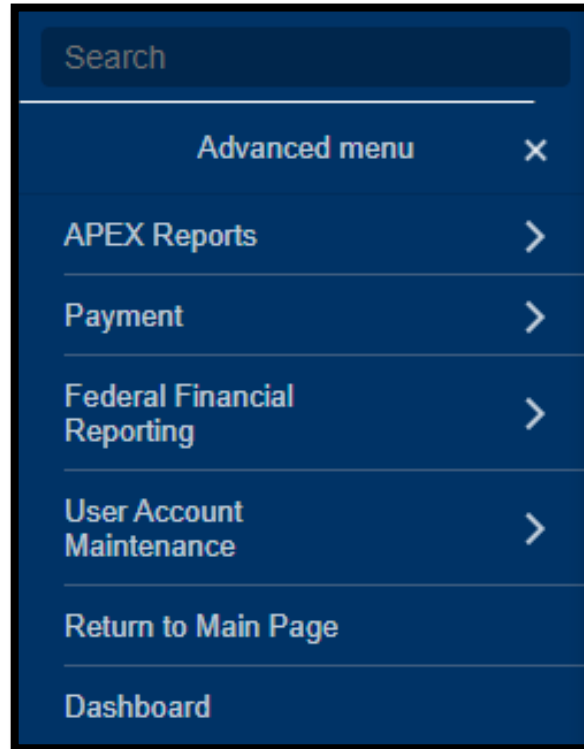 Search
Advanced menu
APEX Reports
Payment
Federal Financial
Reporting
User Account
Maintenance
Return to Main Page
Dashboard